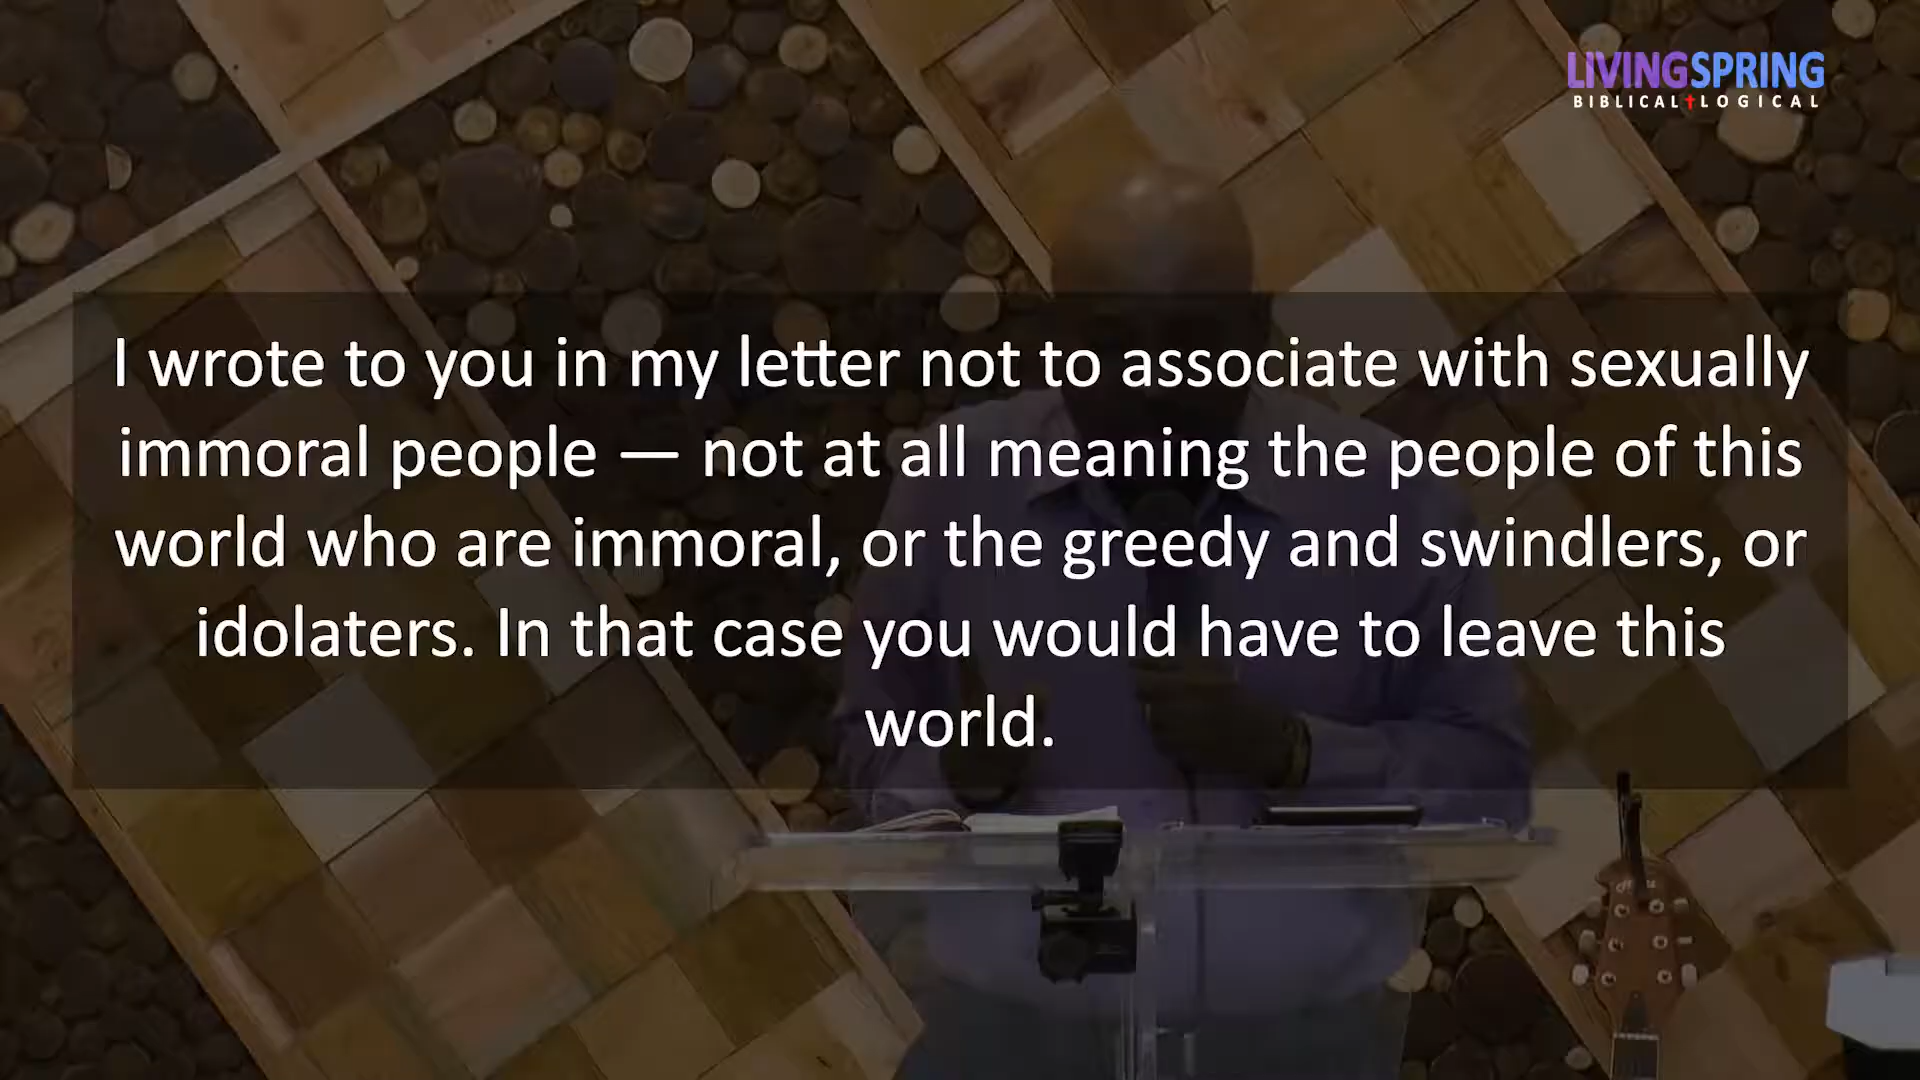 LIVINGSPRING
BIBLICAL✝LOGICAL
I wrote to you in my letter not to associate with sexually
immoral people — not at all meaning the people of this
world who are immoral, or the greedy and swindlers, or
idolaters. In that case you would have to leave this
world.